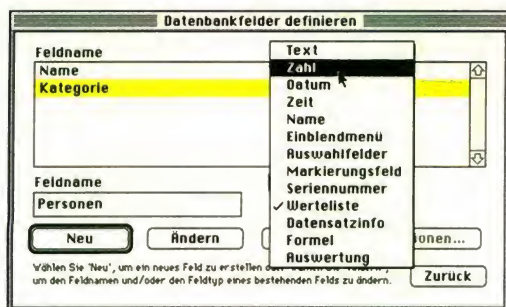 Datenbankfelder definieren
Feldname
Name
Kategorie
Text
Zahl
Datum
Zeit
Name
Einblendmenü
Auswahlfelder
Markierungsfeld
Seriennummer
✓Werteliste
Datensatzinfo
Formel
Auswertung
Feldname
Personen
Neu
Ändern
ionen...
Wählen Sie 'Neu', um ein neues Feld zu erstellen
um den Feldnamen und/oder den Feldtyp eines bestehenden Felds zu ändern.
Zurück